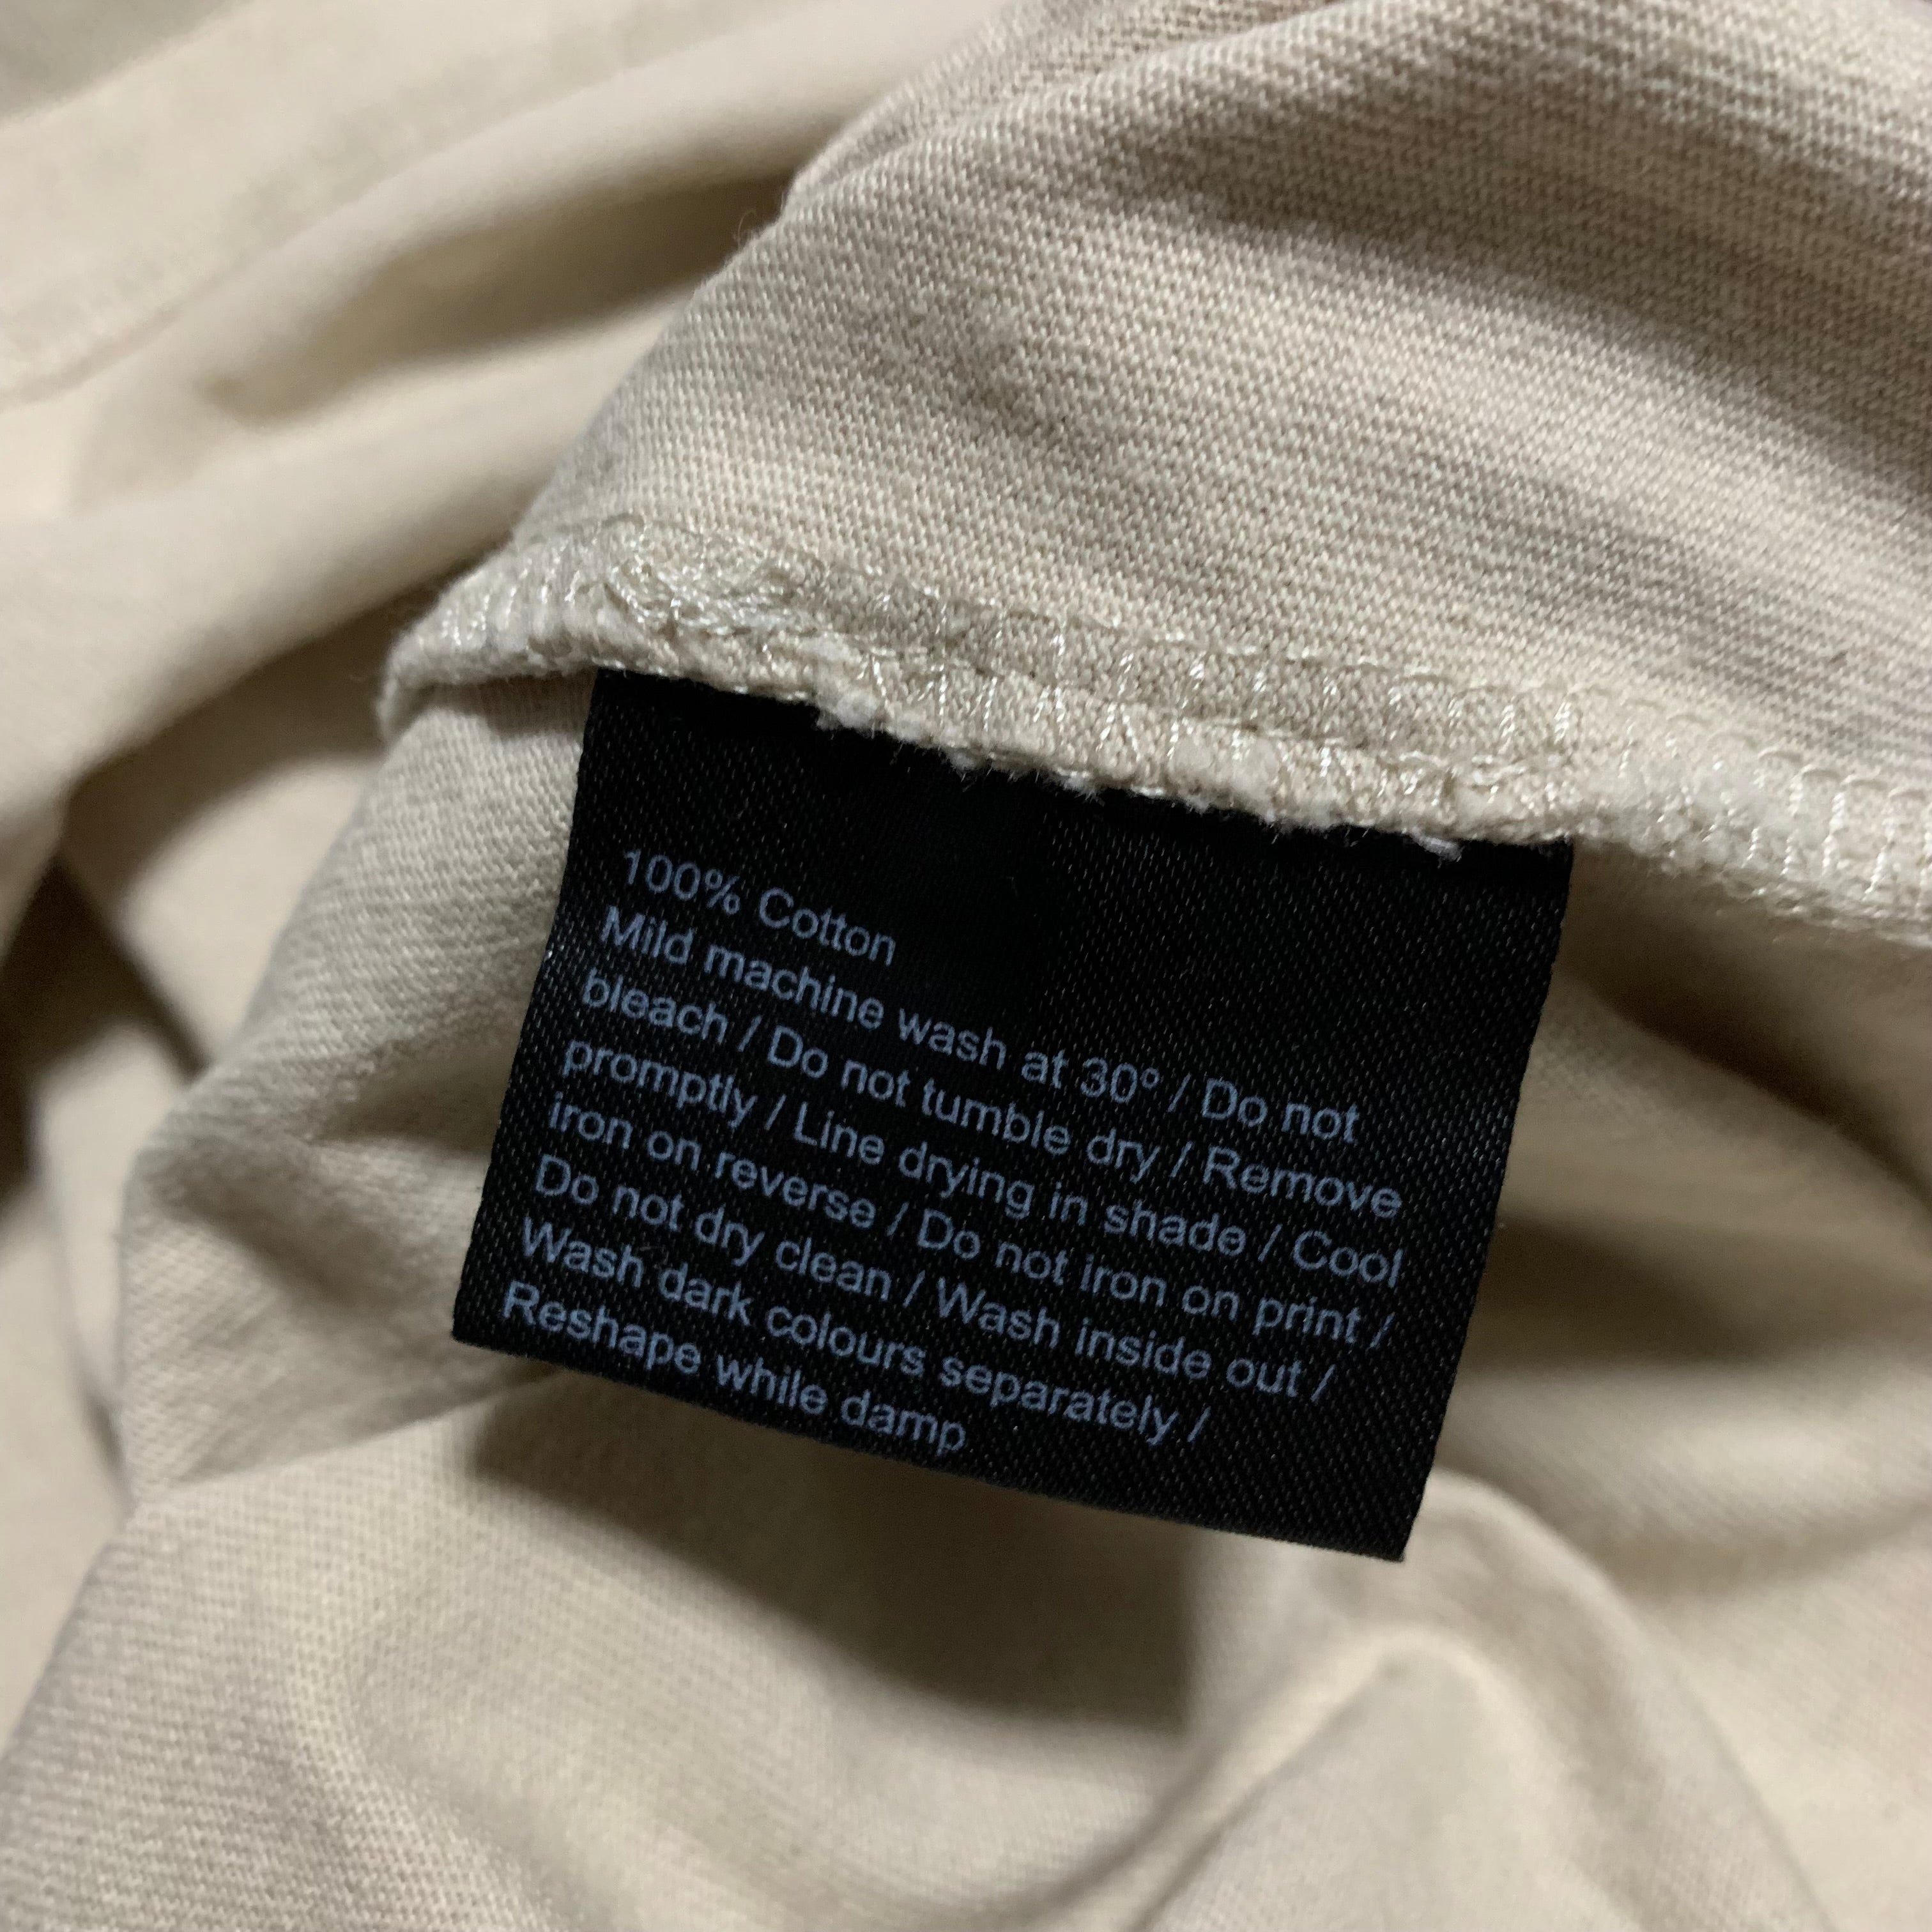 100% Cotton
Mild machine wash at 30° / Do not
bleach / Do not tumble dry / Remove
promptly / Line drying in shade / Cool
iron on reverse / Do not iron on print /
Do not dry clean / Wash inside out /
Wash dark colours separately /
Reshape while damp